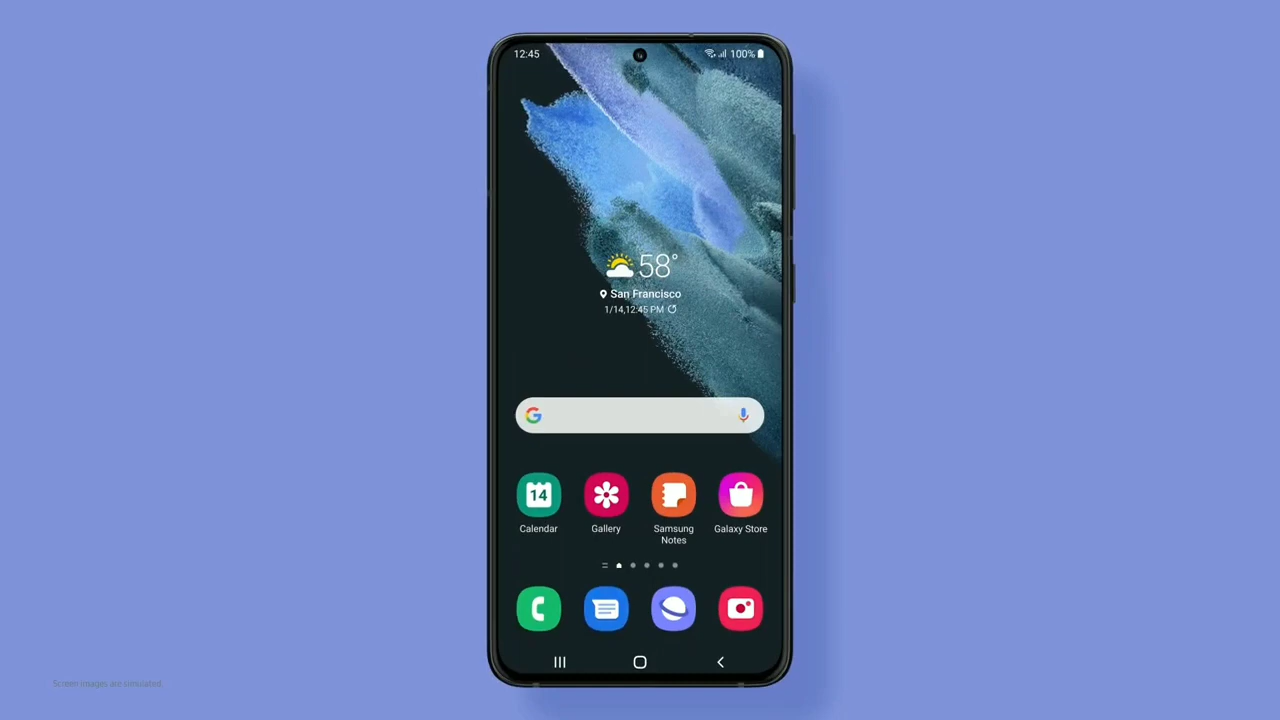 12:45
100%
58°
San Francisco
1/14,12:45 PM
G
14
Calendar
Gallery
Samsung
Notes
Galaxy Store
Screen images are simulated.